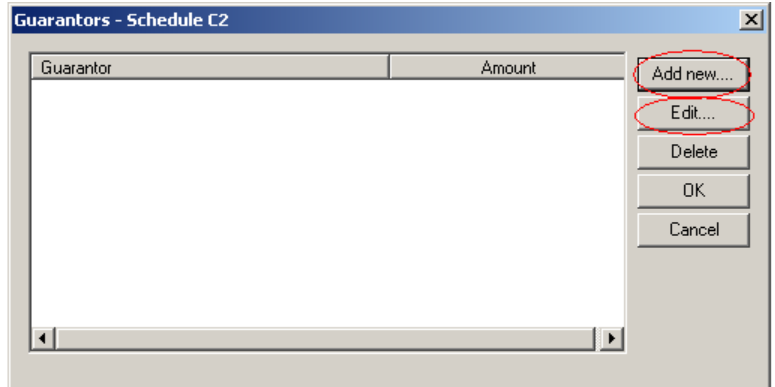 Guarantors - Schedule C2
Guarantor Amount
Add new....
Edit....
Delete
OK
Cancel